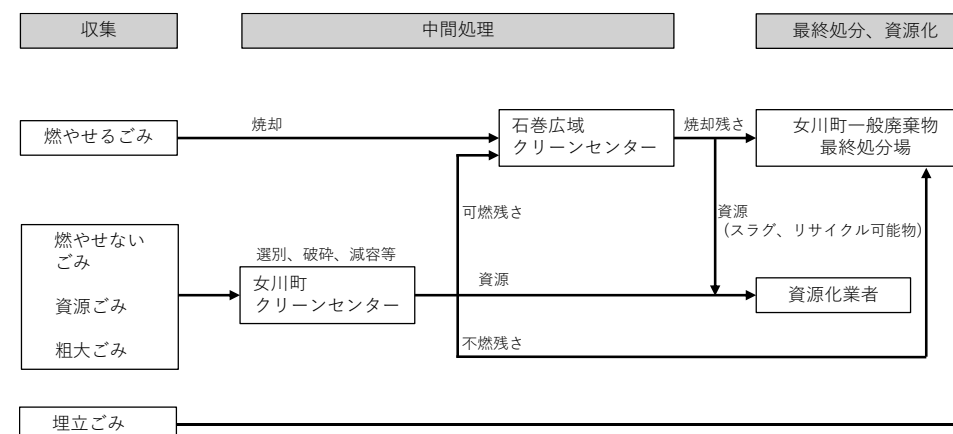 収集
中間処理
最終処分、資源化
燃やせるごみ
焼却
石巻広域
クリーンセンター
焼却残さ
女川町一般廃棄物
最終処分場
可燃残さ
資源
(スラグ、リサイクル可能物)
燃やせない
ごみ
資源ごみ
粗大ごみ
選別、破砕、減容等
女川町
クリーンセンター
資源
資源化業者
不燃残さ
埋立ごみ